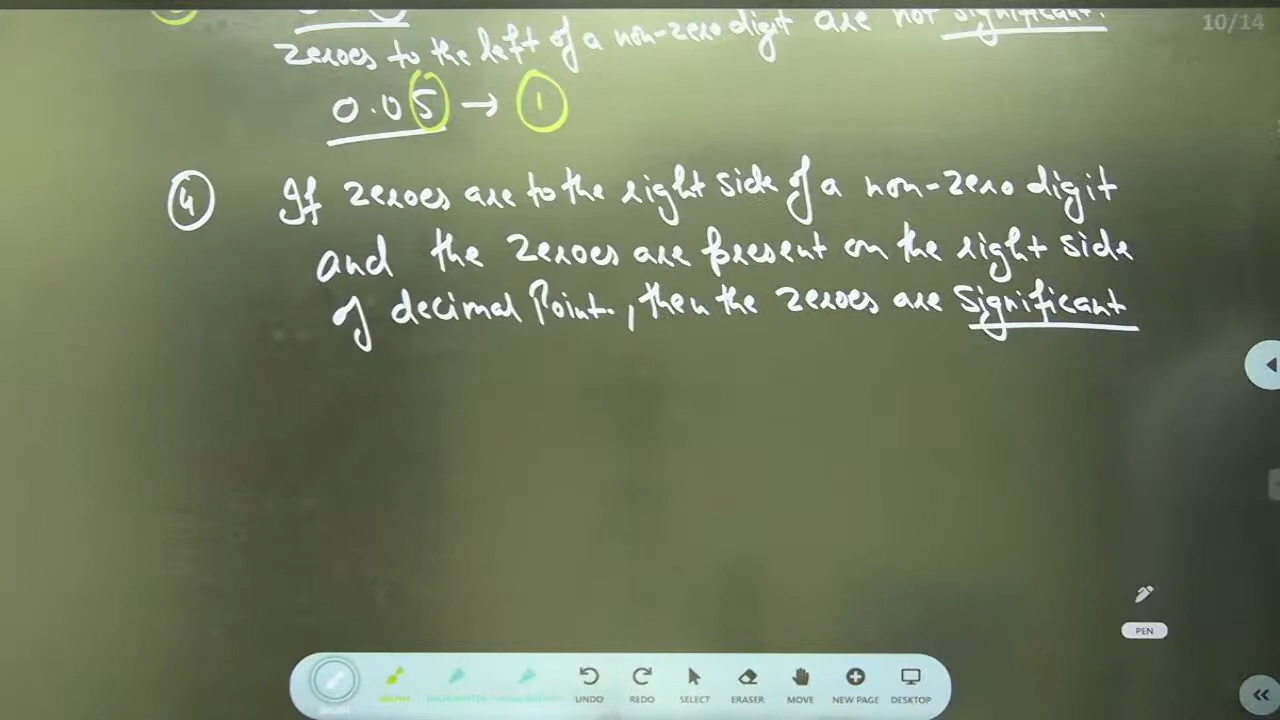 10/14
zeroes to the left of a non-zero digit are not significant.
0.05 → 1
4 If zeroes are to the right side of a non-zero digit
and the zeroes are present on the right side
of decimal Point, then the zeroes are significant
PEN
UNDO REDO SELECT ERASER MOVE NEW PAGE DESKTOP